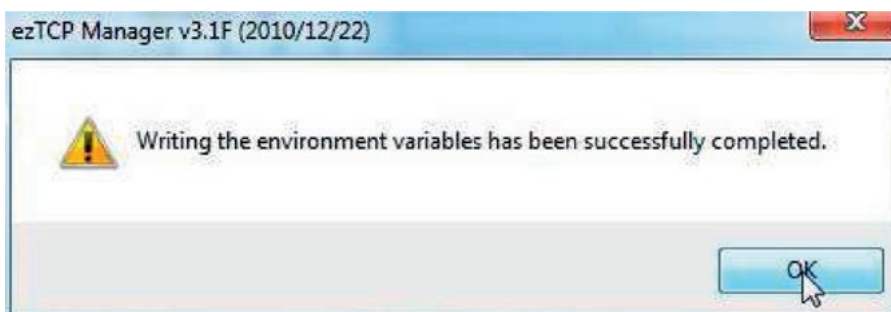 ezTCP Manager v3.1F (2010/12/22)
Writing the environment variables has been successfully completed.
OK